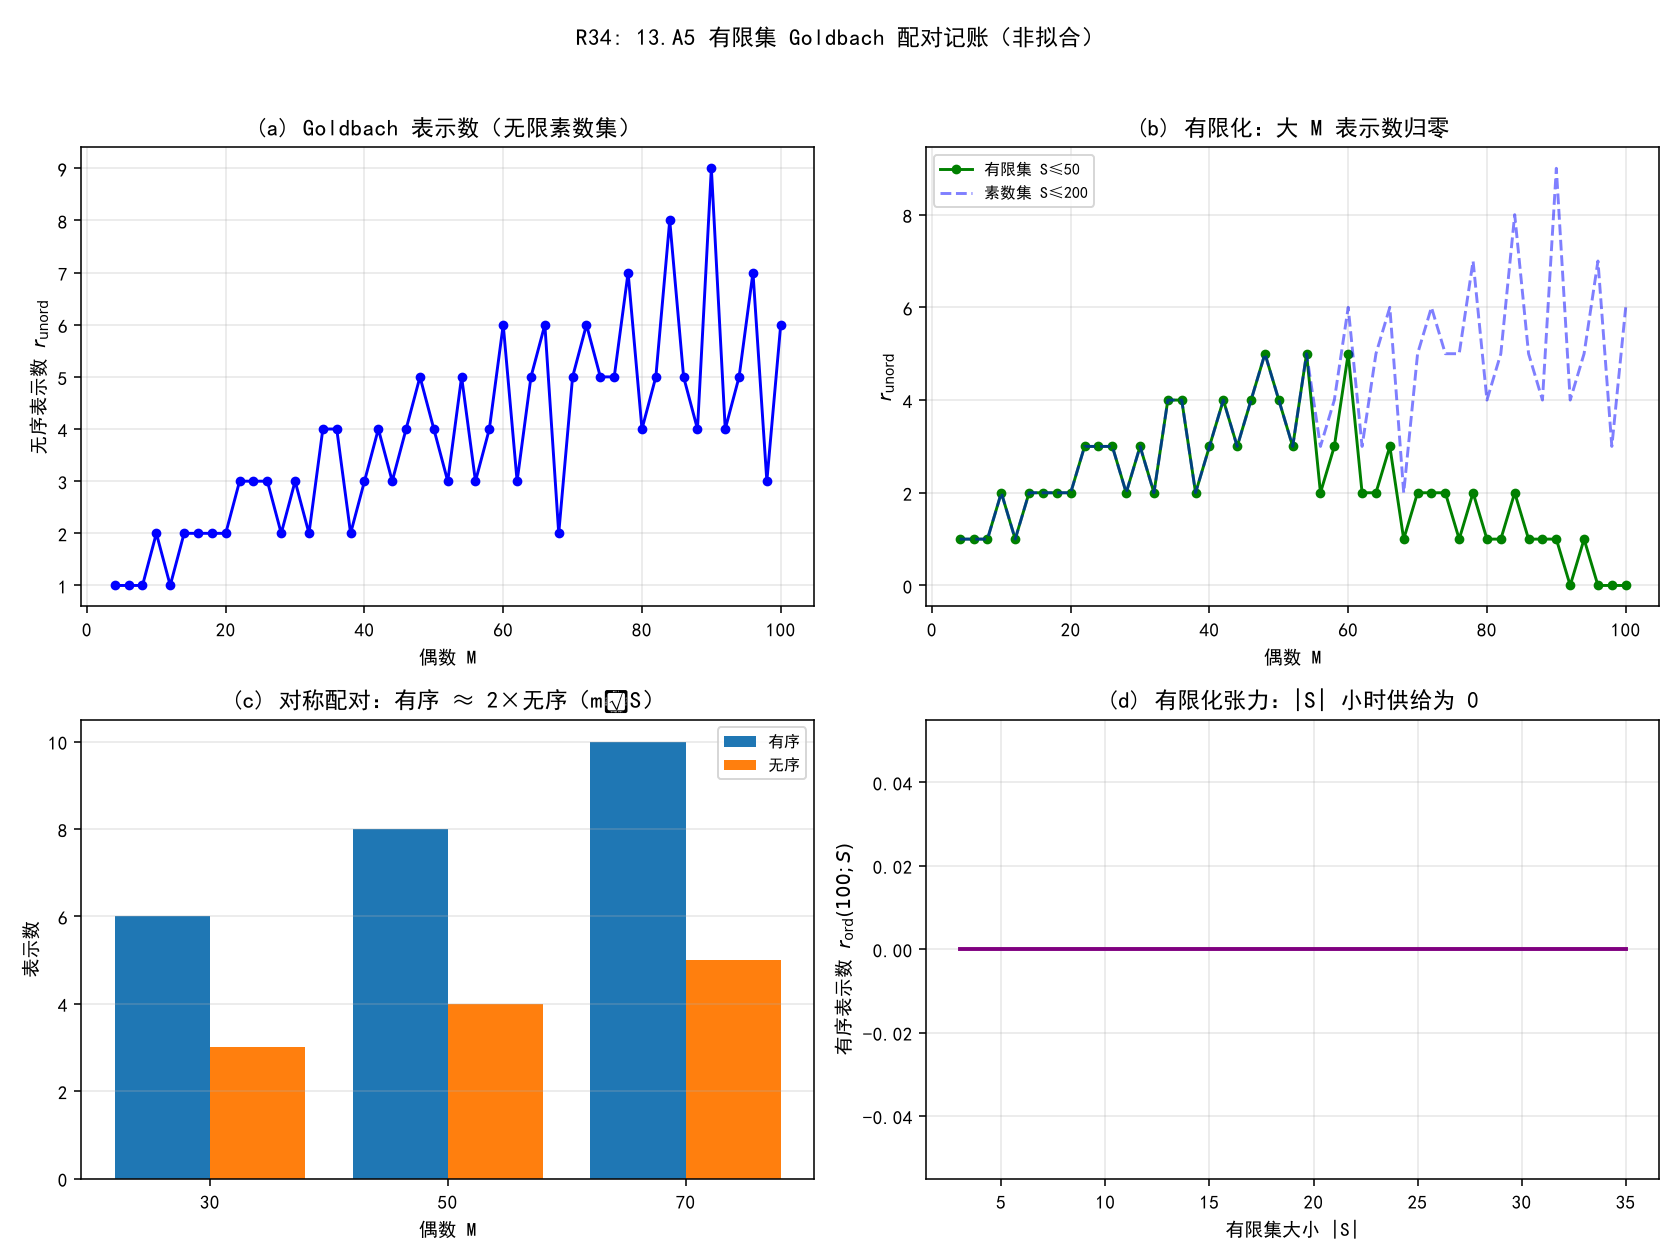 R34: 13.A5 有限集 Goldbach 配对记账（非拟合）
(a) Goldbach 表示数（无限素数集）
无序表示数 r_unord
9
8
7
6
5
4
3
2
1
0 20 40 60 80 100
偶数 M
(b) 有限化：大 M 表示数归零
有限集 S≤50
素数集 S≤200
r_unord
8
6
4
2
0
0 20 40 60 80 100
偶数 M
(c) 对称配对：有序 ≈ 2×无序（m S）
有序
无序
表示数
10
8
6
4
2
0
30 50 70
偶数 M
(d) 有限化张力：|S| 小时供给为 0
有序表示数 r_ord(100; S)
0.04
0.02
0.00
−0.02
−0.04
5 10 15 20 25 30 35
有限集大小 |S|